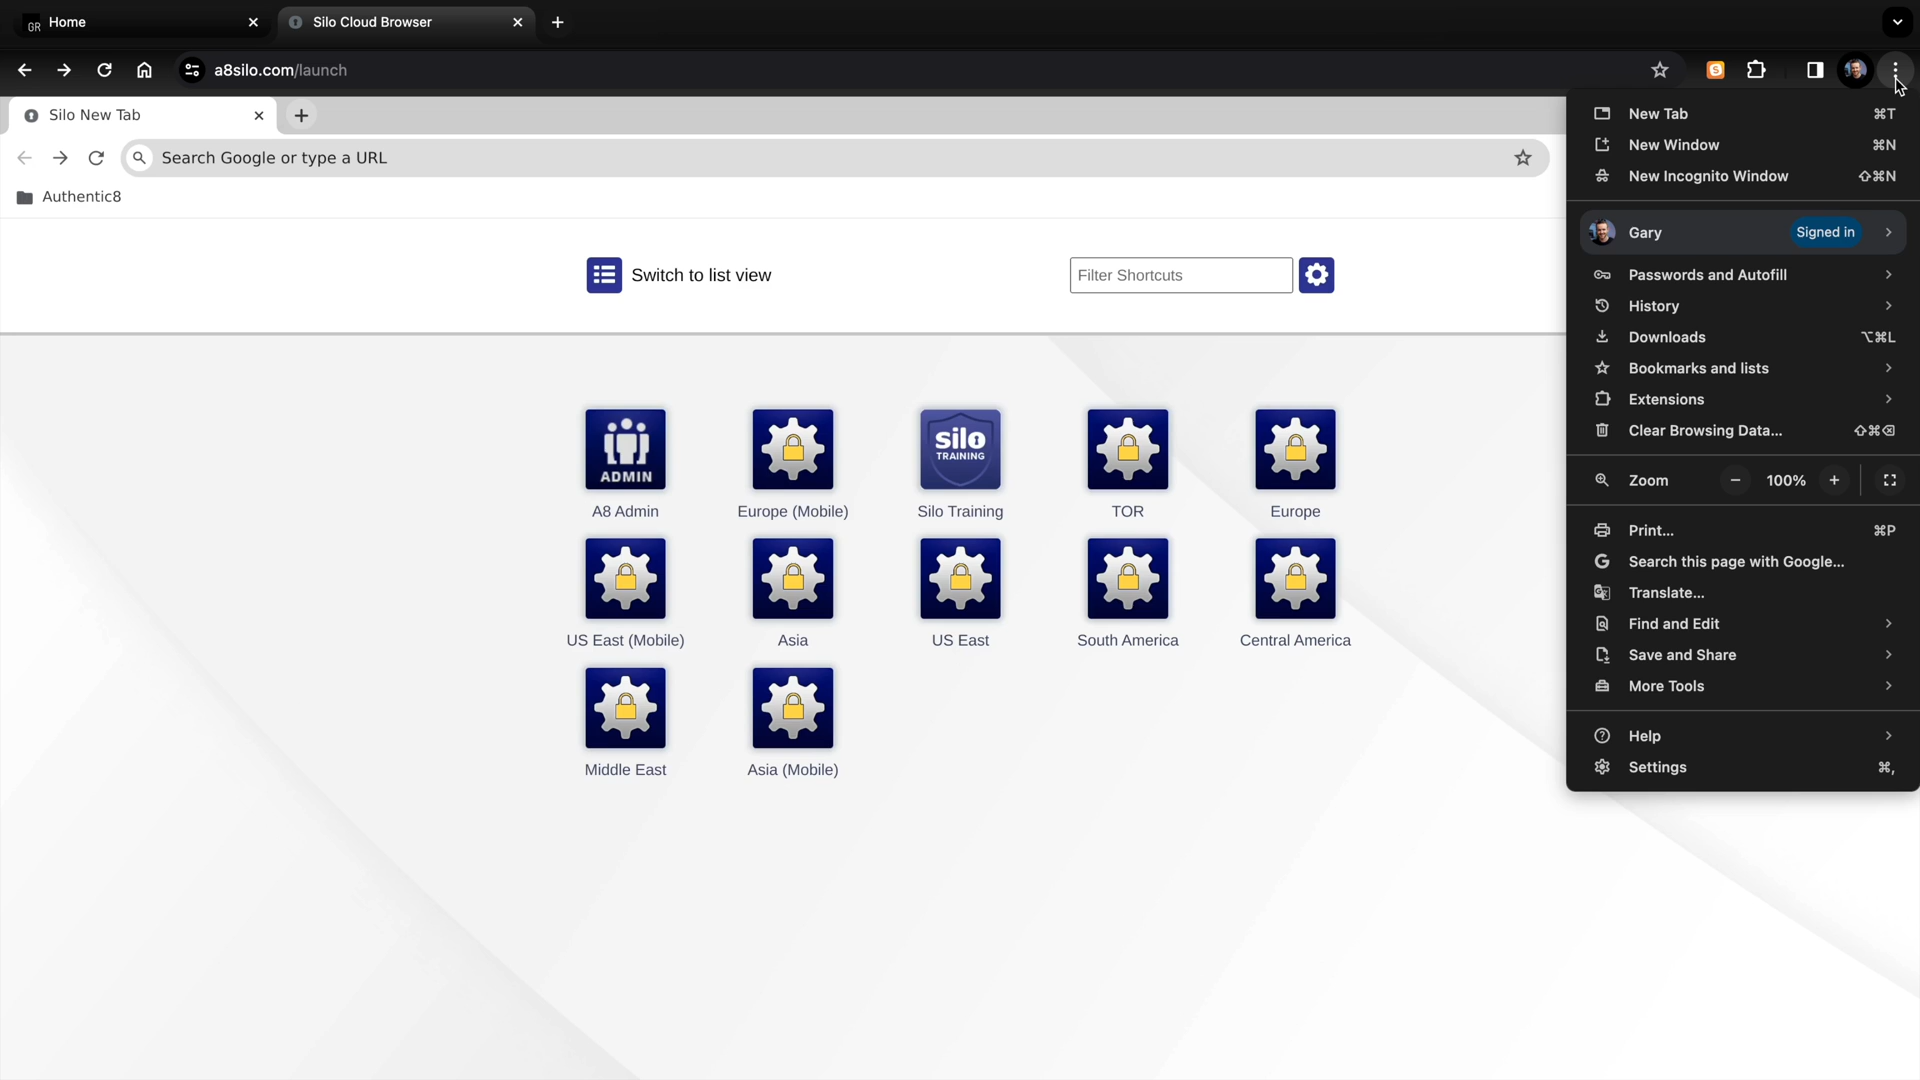 GR Home
Silo Cloud Browser
a8silo.com/launch
Silo New Tab
Search Google or type a URL
Authentic8
Switch to list view
Filter Shortcuts
ADMIN
silo
TRAINING
A8 Admin
Europe (Mobile)
Silo Training
TOR
Europe
US East (Mobile)
Asia
US East
South America
Central America
Middle East
Asia (Mobile)
New Tab ⌘T
New Window ⌘N
New Incognito Window ⇧⌘N
Gary Signed in
Passwords and Autofill
History
Downloads ⌥⌘L
Bookmarks and lists
Extensions
Clear Browsing Data... ⇧⌘⌫
Zoom − 100% +
Print... ⌘P
G Search this page with Google...
Translate...
Find and Edit
Save and Share
More Tools
Help
Settings ⌘,